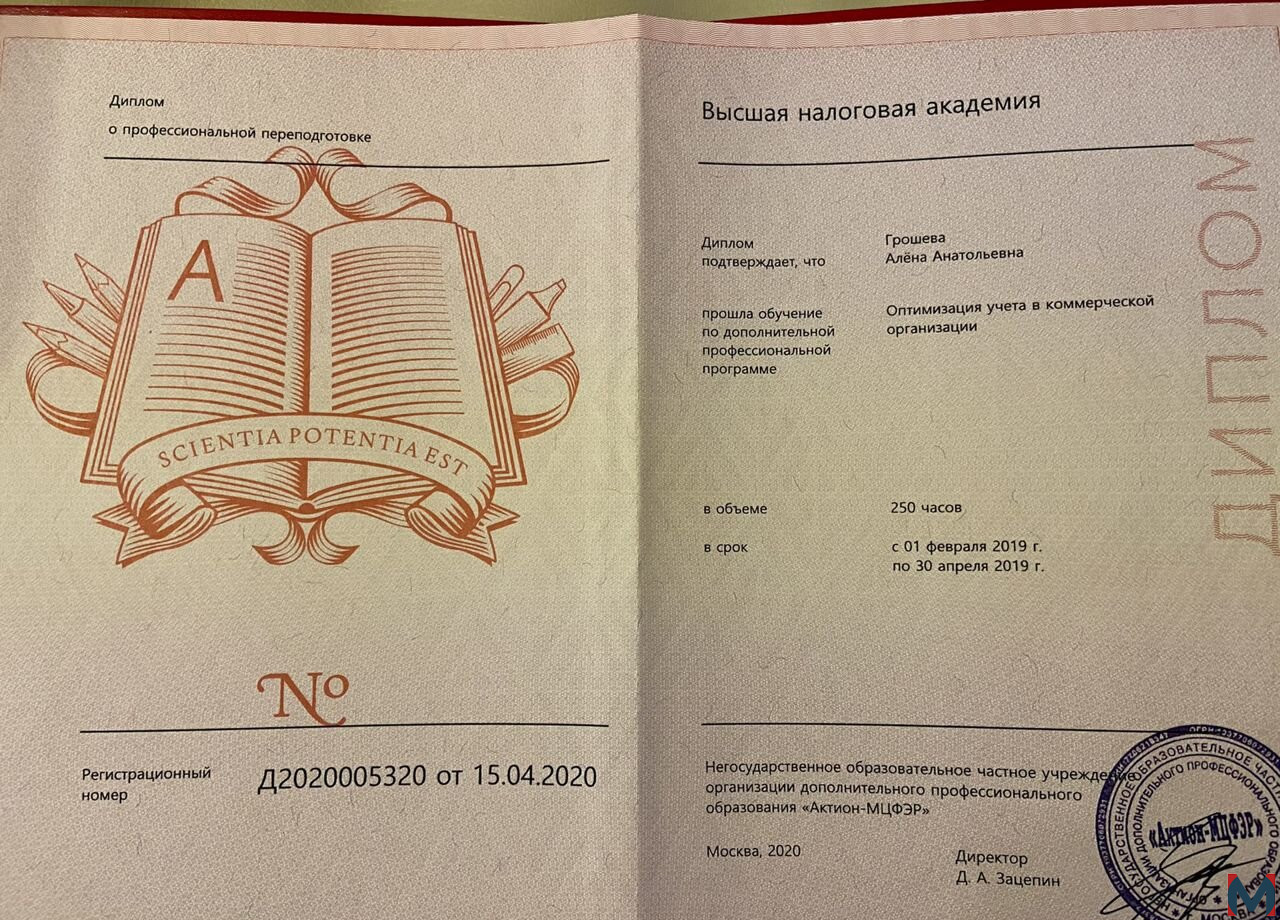 Диплом
о профессиональной переподготовке
A
SCIENTIA POTENTIA EST
№
Регистрационный
номер
Д2020005320 от 15.04.2020
Высшая налоговая академия
ДИПЛОМ
Диплом
подтверждает, что
Грошева
Алёна Анатольевна
прошла обучение
по дополнительной
профессиональной
программе
Оптимизация учета в коммерческой
организации
в объеме
250 часов
в срок
с 01 февраля 2019 г.
по 30 апреля 2019 г.
Негосударственное образовательное частное учреждение
организации дополнительного профессионального
образования «Актион-МЦФЭР»
Москва, 2020
Директор
Д. А. Зацепин
«Актион-МЦФЭР»
M